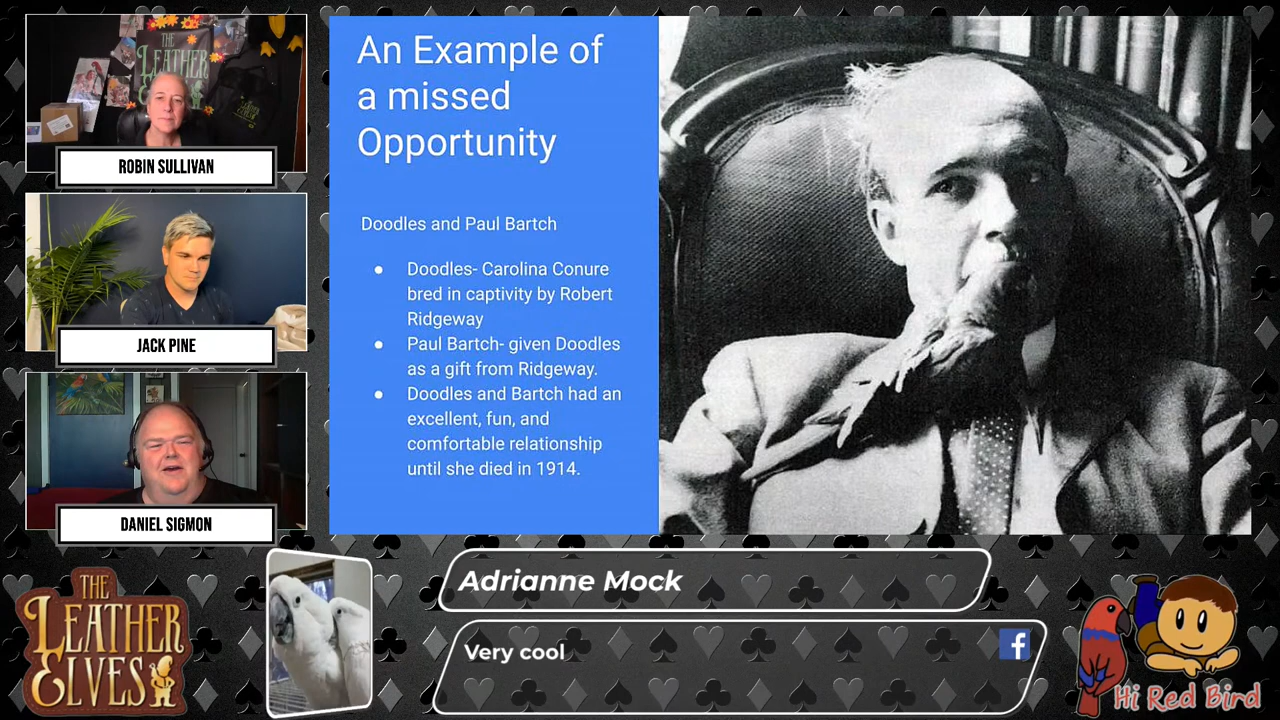 THE
LEATHER
ELVES
ROBIN SULLIVAN
JACK PINE
DANIEL SIGMON
An Example of
a missed
Opportunity
Doodles and Paul Bartch
● Doodles- Carolina Conure
bred in captivity by Robert
Ridgeway
● Paul Bartch- given Doodles
as a gift from Ridgeway.
● Doodles and Bartch had an
excellent, fun, and
comfortable relationship
until she died in 1914.
Adrianne Mock
Very cool
f
THE
LEATHER
ELVES
Hi Red Bird